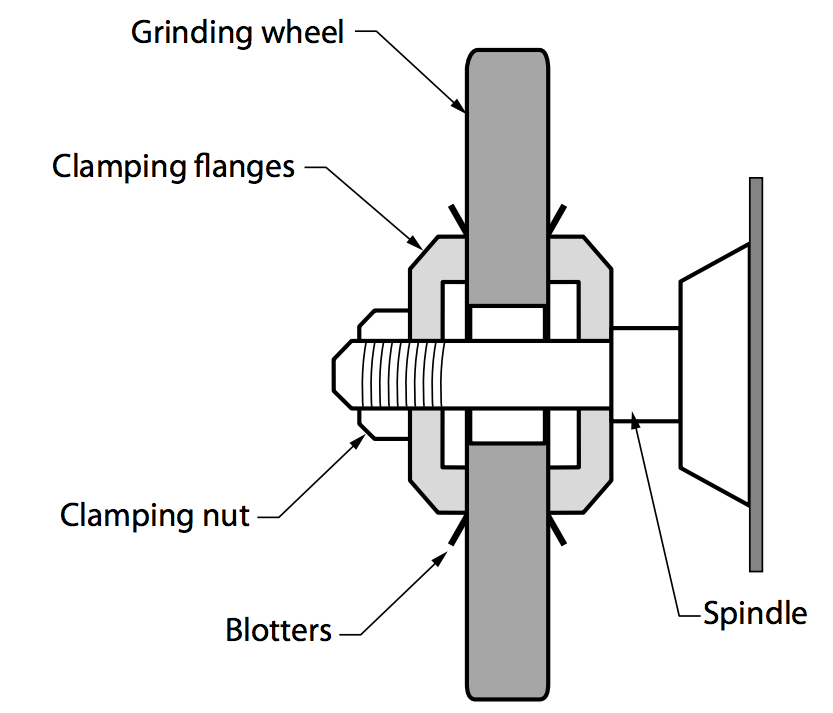 Grinding wheel
Clamping flanges
Clamping nut
Blotters
Spindle